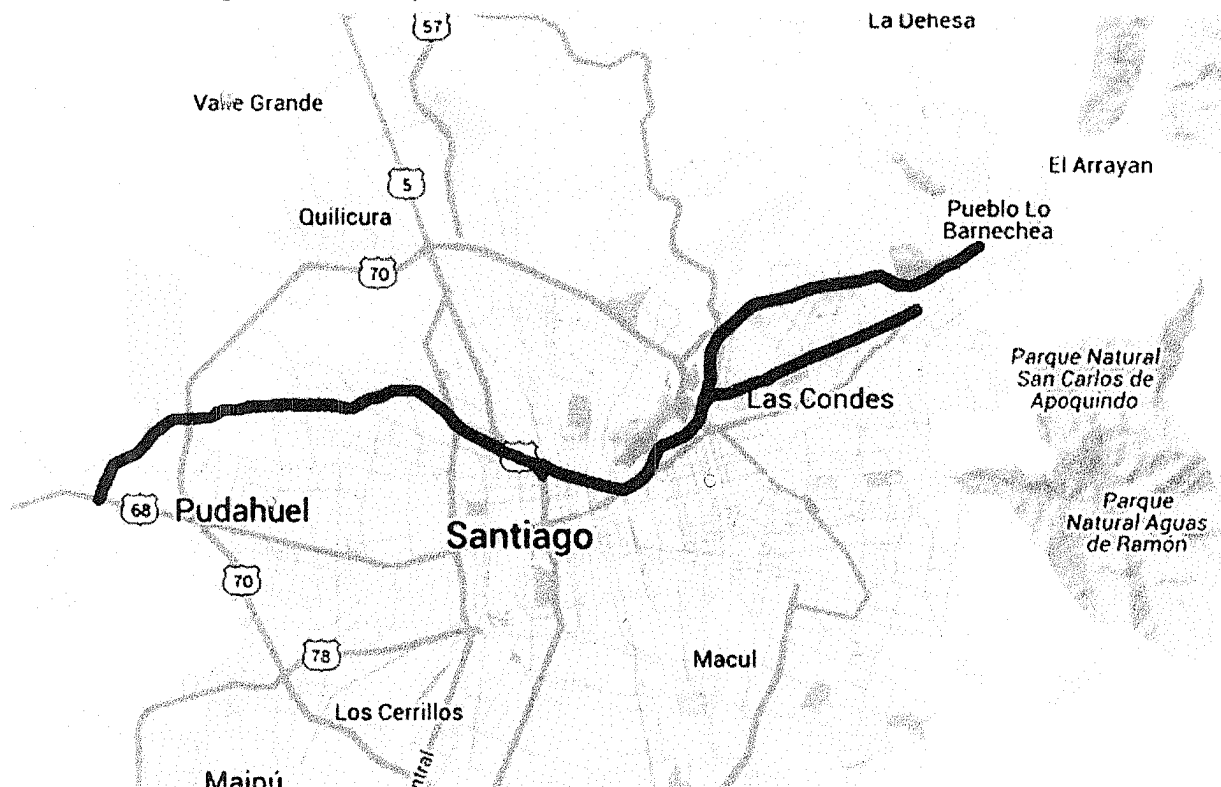 57
La Dehesa
Valle Grande
5
El Arrayan
Quilicura
Pueblo Lo
Barnechea
70
Parque Natural
San Carlos de
Apoquindo
Las Condes
68
Pudahuel
Santiago
Parque
Natural Aguas
de Ramón
70
78
Macul
Los Cerrillos
Maipú